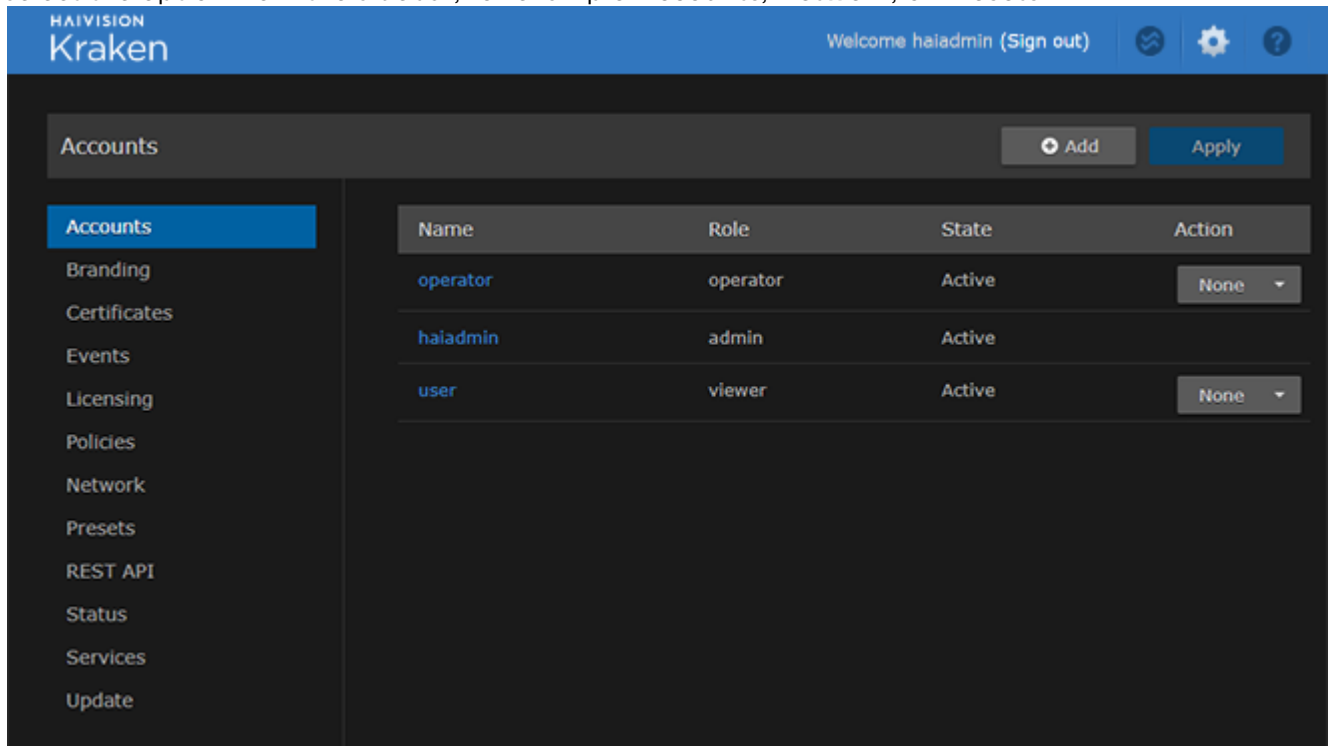 HAIVISION
Kraken
Welcome haiadmin (Sign out)
Accounts
Add
Apply
Accounts
Branding
Certificates
Events
Licensing
Policies
Network
Presets
REST API
Status
Services
Update
Name Role State Action
operator operator Active None
haiadmin admin Active
user viewer Active None